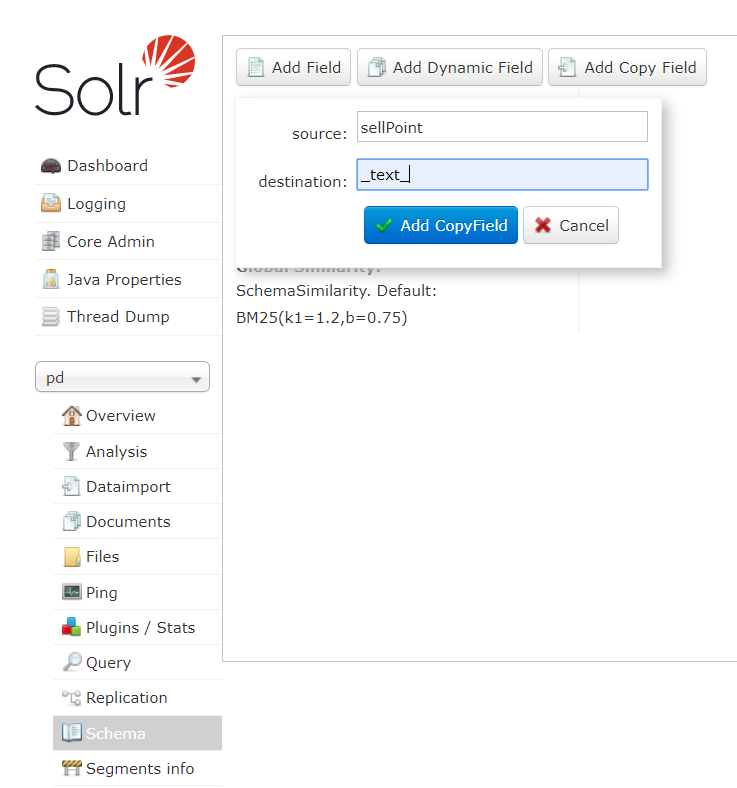 Solr
Dashboard
Logging
Core Admin
Java Properties
Thread Dump
pd
Overview
Analysis
Dataimport
Documents
Files
Ping
Plugins / Stats
Query
Replication
Schema
Segments info
Add Field Add Dynamic Field Add Copy Field
source: sellPoint
destination: _text_
Add CopyField Cancel
Global Similarity:
SchemaSimilarity. Default:
BM25(k1=1.2,b=0.75)